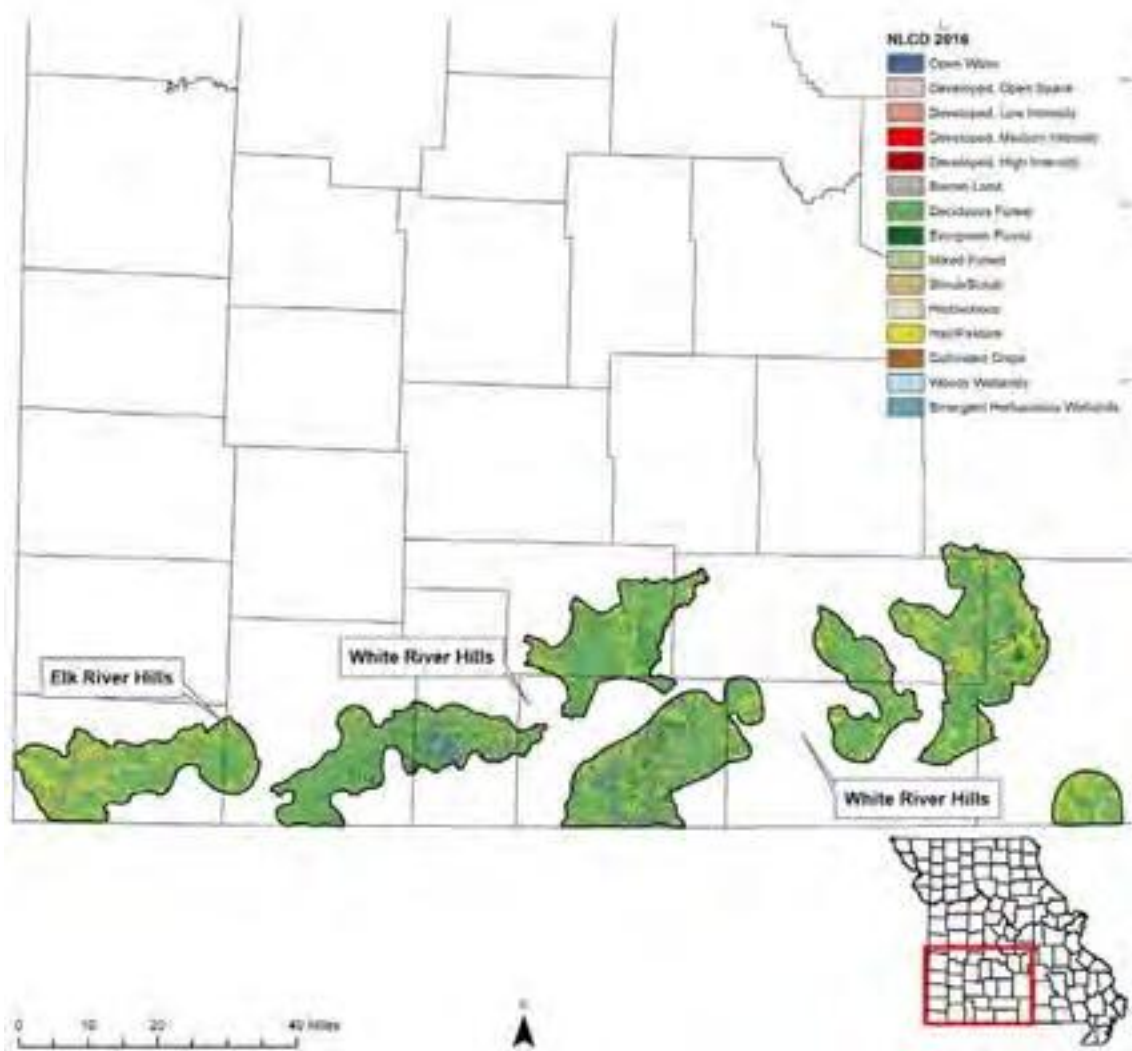 NLCD 2016
Open Water
Developed, Open Space
Developed, Low Intensity
Developed, Medium Intensity
Developed, High Intensity
Barren Land
Deciduous Forest
Evergreen Forest
Mixed Forest
Shrub/Scrub
Herbaceous
Hay/Pasture
Cultivated Crops
Woody Wetlands
Emergent Herbaceous Wetlands
White River Hills
Elk River Hills
White River Hills
0 10 20 40 Miles